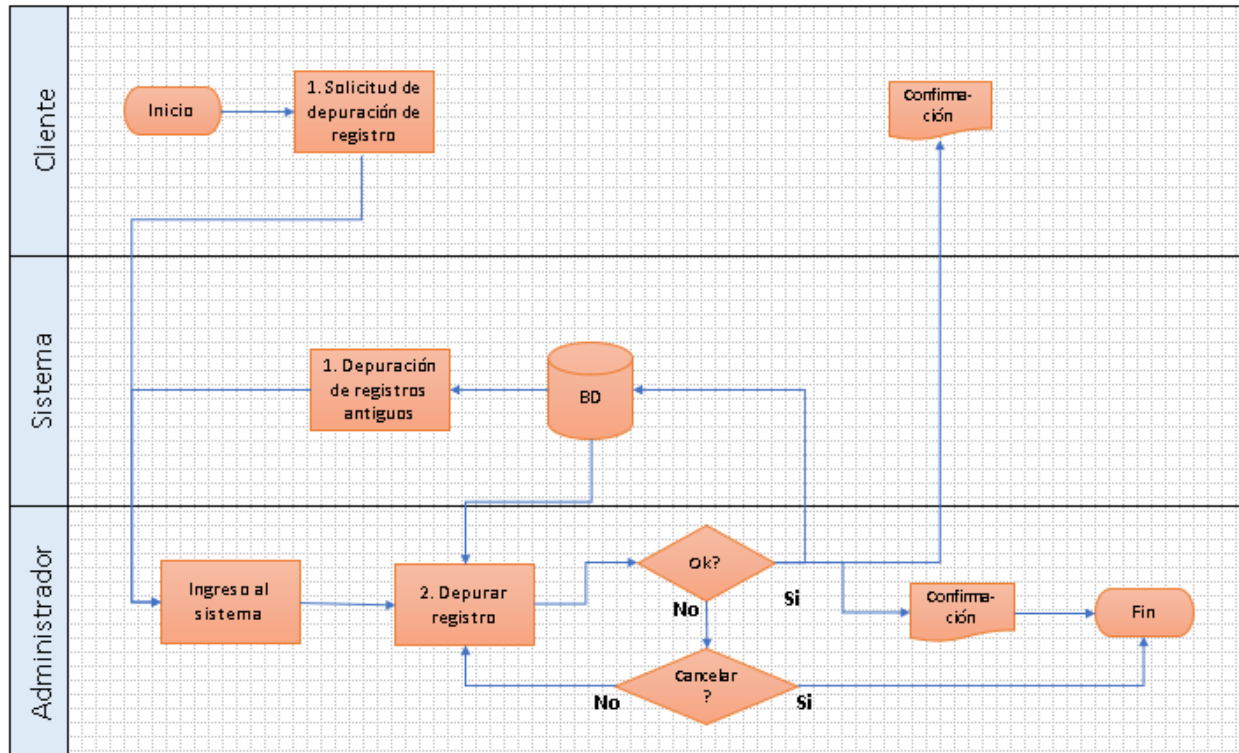 Cliente
Inicio
1. Solicitud de
depuración de
registro
Confirma-
ción
Sistema
1. Depuración
de registros
antiguos
BD
Administrador
Ingreso al
sistema
2. Depurar
registro
Ok?
No
Si
Confirma-
ción
Fin
Cancelar
?
No
Si